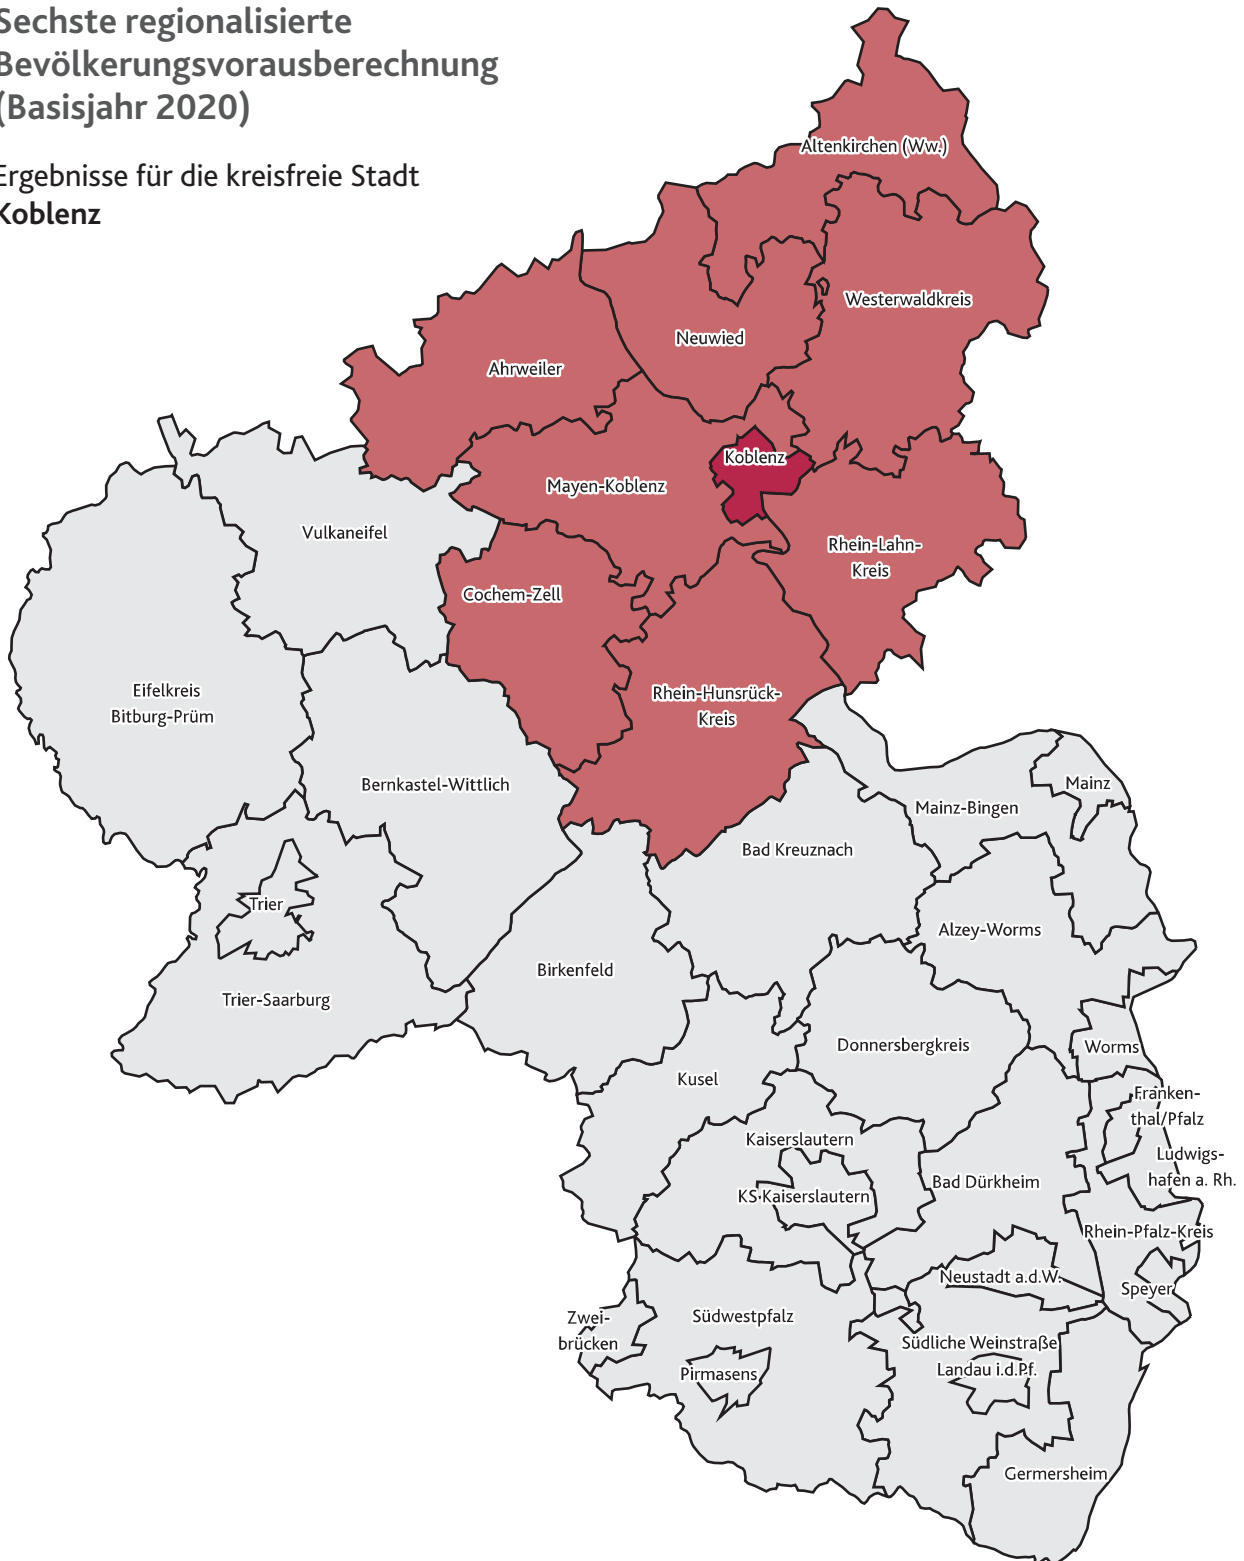 Sechste regionalisierte
Bevölkerungsvorausberechnung
(Basisjahr 2020)
Ergebnisse für die kreisfreie Stadt
Koblenz
Altenkirchen (Ww.)
Westerwaldkreis
Neuwied
Ahrweiler
Koblenz
Mayen-Koblenz
Vulkaneifel
Rhein-Lahn-
Kreis
Cochem-Zell
Eifelkreis
Bitburg-Prüm
Rhein-Hunsrück-
Kreis
Bernkastel-Wittlich
Mainz
Mainz-Bingen
Bad Kreuznach
Trier
Alzey-Worms
Birkenfeld
Trier-Saarburg
Donnersbergkreis
Worms
Kusel
Franken-
thal/Pfalz
Kaiserslautern
Ludwigs-
hafen a. Rh.
Bad Dürkheim
KS Kaiserslautern
Rhein-Pfalz-Kreis
Neustadt a.d.W.
Speyer
Zwei-
brücken
Südwestpfalz
Südliche Weinstraße
Landau i.d.Pf.
Pirmasens
Germersheim